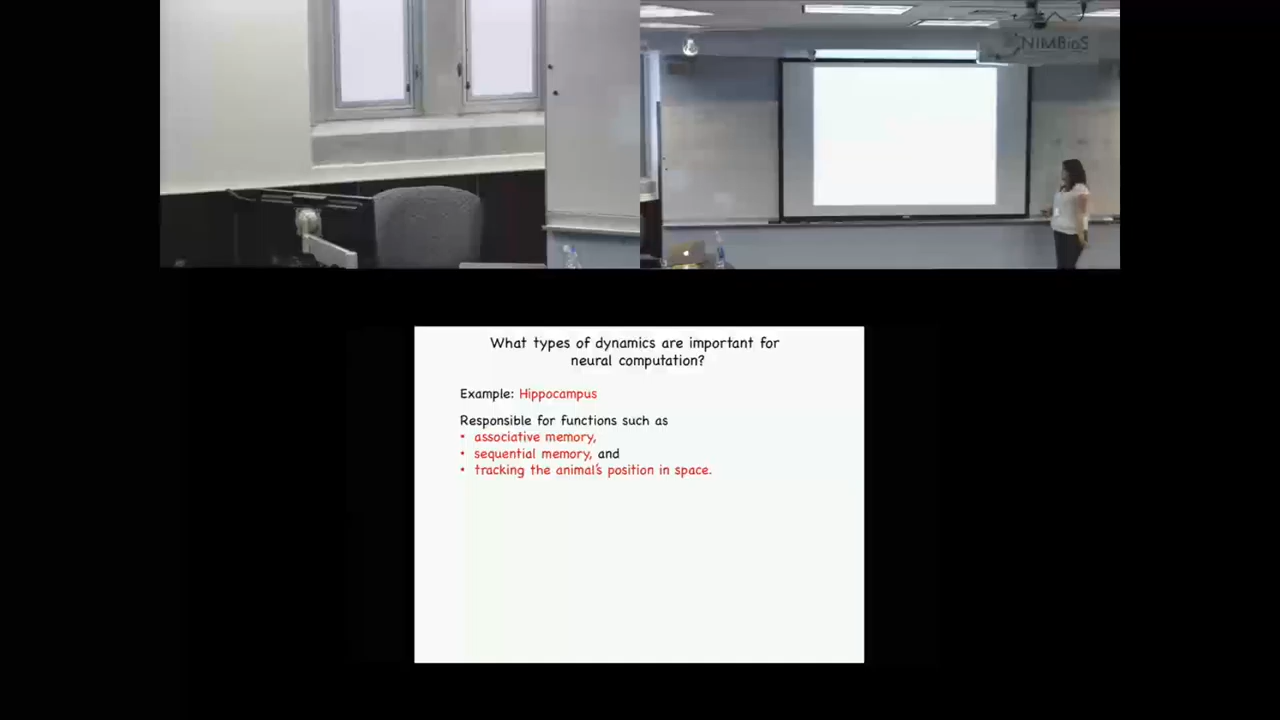 NIMBioS
What types of dynamics are important for
neural computation?
Example: Hippocampus
Responsible for functions such as
• associative memory,
• sequential memory, and
• tracking the animal's position in space.